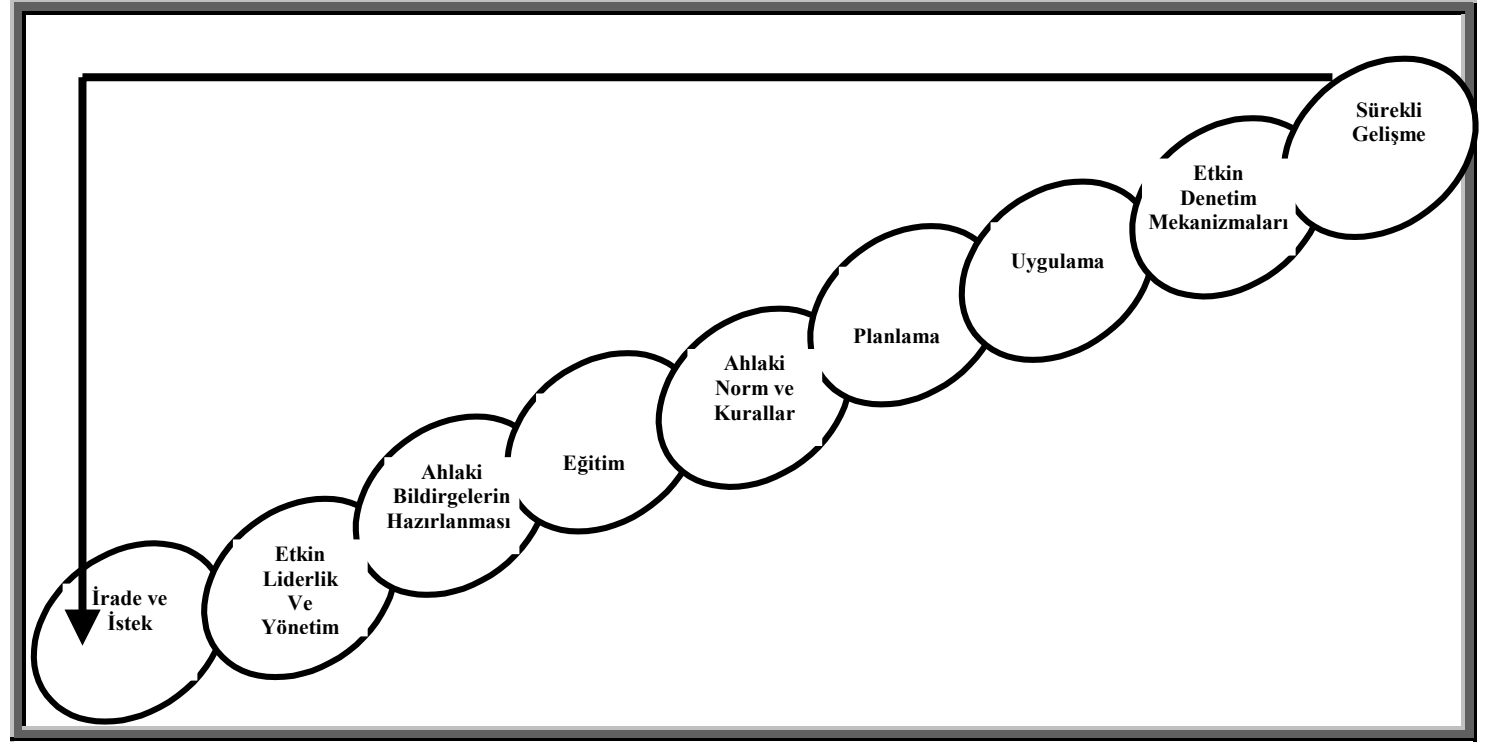 İrade ve
İstek
Etkin
Liderlik
Ve
Yönetim
Ahlaki
Bildirgelerin
Hazırlanması
Eğitim
Ahlaki
Norm ve
Kurallar
Planlama
Uygulama
Etkin
Denetim
Mekanizmaları
Sürekli
Gelişme